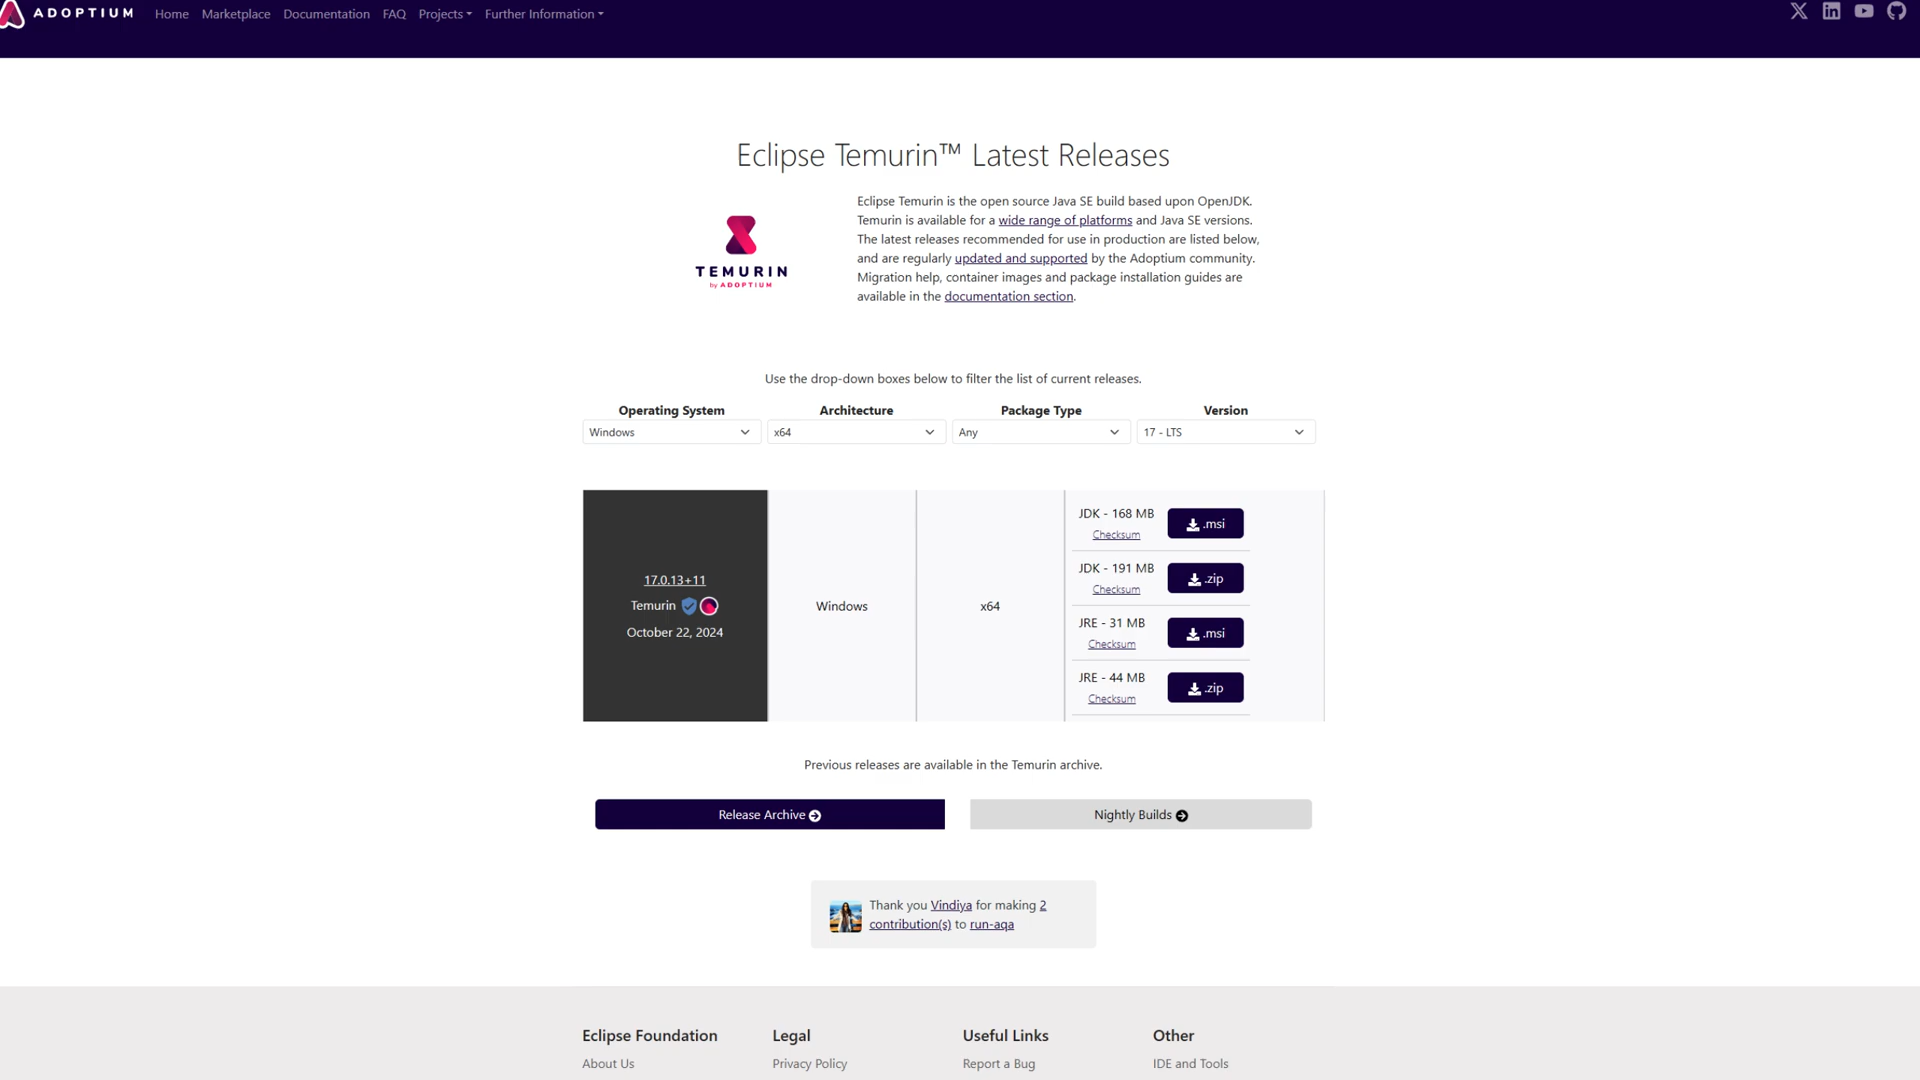 ADOPTIUM
Home Marketplace Documentation FAQ Projects Further Information
Eclipse Temurin™ Latest Releases
TEMURIN
by ADOPTIUM
Eclipse Temurin is the open source Java SE build based upon OpenJDK.
Temurin is available for a wide range of platforms and Java SE versions.
The latest releases recommended for use in production are listed below,
and are regularly updated and supported by the Adoptium community.
Migration help, container images and package installation guides are
available in the documentation section.
Use the drop-down boxes below to filter the list of current releases.
Operating System Architecture Package Type Version
Windows x64 Any 17 - LTS
17.0.13+11
Temurin
October 22, 2024
Windows
x64
JDK - 168 MB
Checksum
.msi
JDK - 191 MB
Checksum
.zip
JRE - 31 MB
Checksum
.msi
JRE - 44 MB
Checksum
.zip
Previous releases are available in the Temurin archive.
Release Archive
Nightly Builds
Thank you Vindiya for making 2
contribution(s) to run-aqa
Eclipse Foundation Legal Useful Links Other
About Us Privacy Policy Report a Bug IDE and Tools